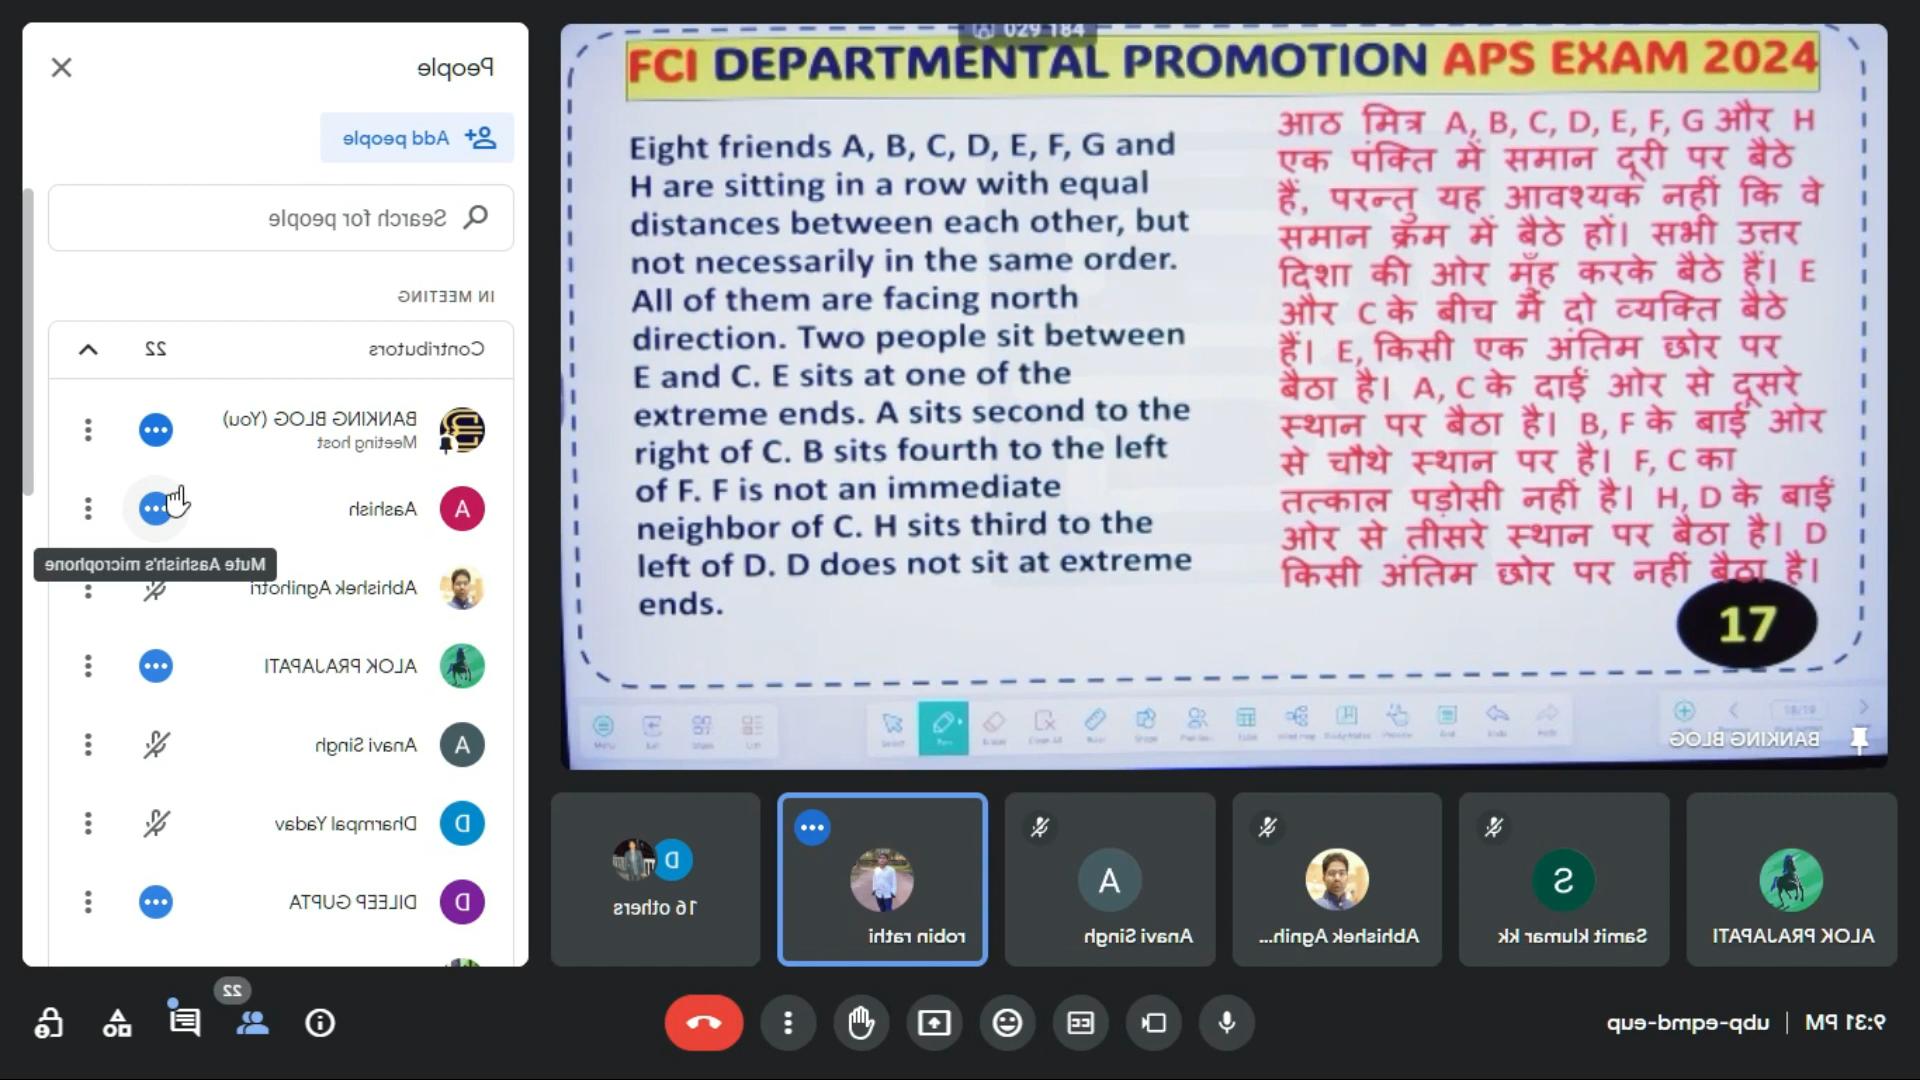 People
Add people
Search for people
IN MEETING
Contributors
22
BANKING BLOG (You)
Meeting host
Aashish
Mute Aashish's microphone
Abhishek Agnihotri
ALOK PRAJAPATI
Anavi Singh
Dharmpal Yadav
DILEEP GUPTA
029 184
FCI DEPARTMENTAL PROMOTION APS EXAM 2024
Eight friends A, B, C, D, E, F, G and
H are sitting in a row with equal
distances between each other, but
not necessarily in the same order.
All of them are facing north
direction. Two people sit between
E and C. E sits at one of the
extreme ends. A sits second to the
right of C. B sits fourth to the left
of F. F is not an immediate
neighbor of C. H sits third to the
left of D. D does not sit at extreme
ends.
आठ मित्र A, B, C, D, E, F, G और H
एक पंक्ति में समान दूरी पर बैठे
हैं, परन्तु यह आवश्यक नहीं कि वे
समान क्रम में बैठे हों। सभी उत्तर
दिशा की ओर मुँह करके बैठे हैं। E
और C के बीच में दो व्यक्ति बैठे
हैं। E, किसी एक अंतिम छोर पर
बैठा है। A, C के दाईं ओर से दूसरे
स्थान पर बैठा है। B, F के बाईं ओर
से चौथे स्थान पर है। F, C का
तत्काल पड़ोसी नहीं है। H, D के बाईं
ओर से तीसरे स्थान पर बैठा है। D
किसी अंतिम छोर पर नहीं बैठा है।
17
BANKING BLOG
D
16 others
robin rathi
A
Anavi Singh
Abhishek Agnih...
S
Samit klumar kk
ALOK PRAJAPATI
22
9:31 PM | ubp-eqmd-eup